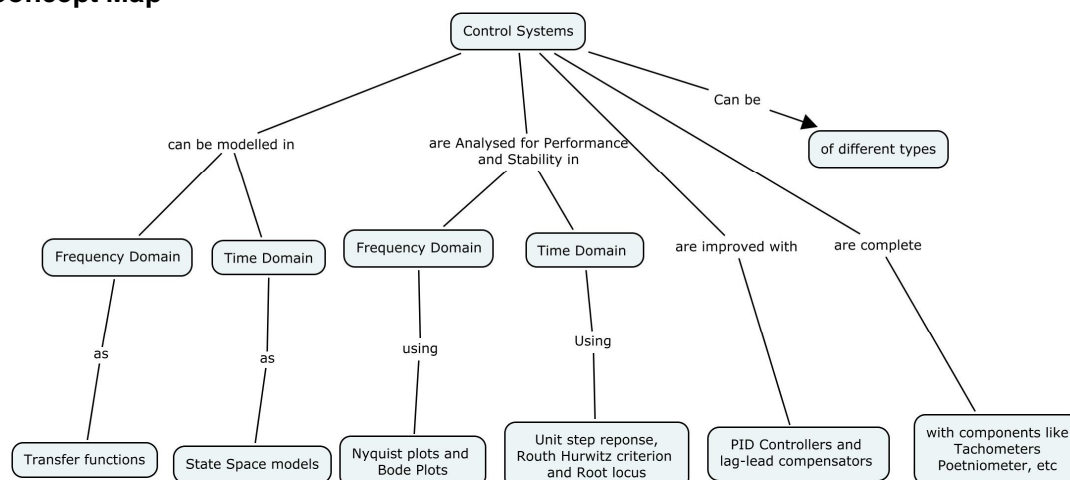 Concept Map
Control Systems
Can be
of different types
can be modelled in
are Analysed for Performance
and Stability in
Frequency Domain
Time Domain
Frequency Domain
Time Domain
are improved with
are complete
as
as
using
Using
Transfer functions
State Space models
Nyquist plots and
Bode Plots
Unit step reponse,
Routh Hurwitz criterion
and Root locus
PID Controllers and
lag-lead compensators
with components like
Tachometers
Poetniometer, etc